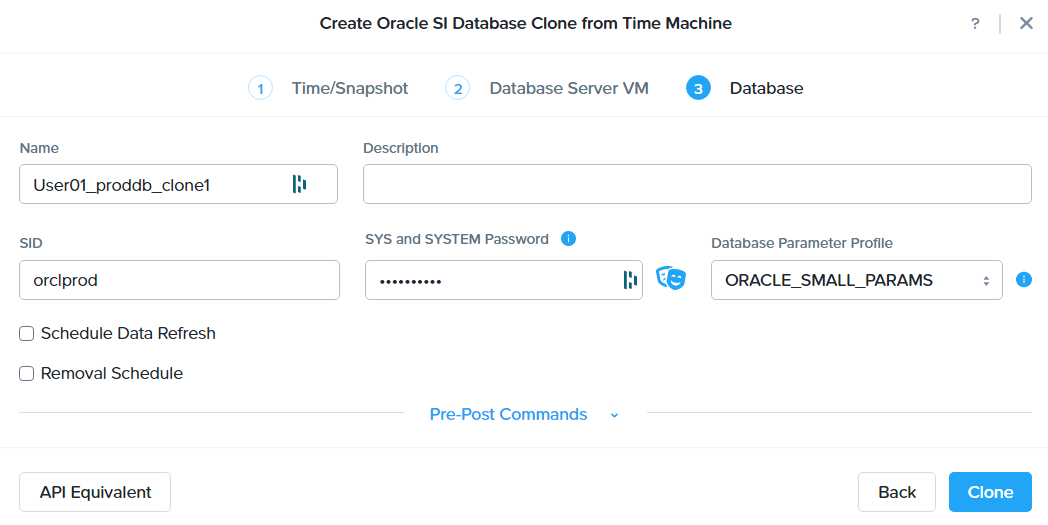 Create Oracle SI Database Clone from Time Machine
?
1 Time/Snapshot 2 Database Server VM 3 Database
Name Description
User01_proddb_clone1
SID SYS and SYSTEM Password Database Parameter Profile
orclprod •••••••••• ORACLE_SMALL_PARAMS
Schedule Data Refresh
Removal Schedule
Pre-Post Commands
API Equivalent Back Clone